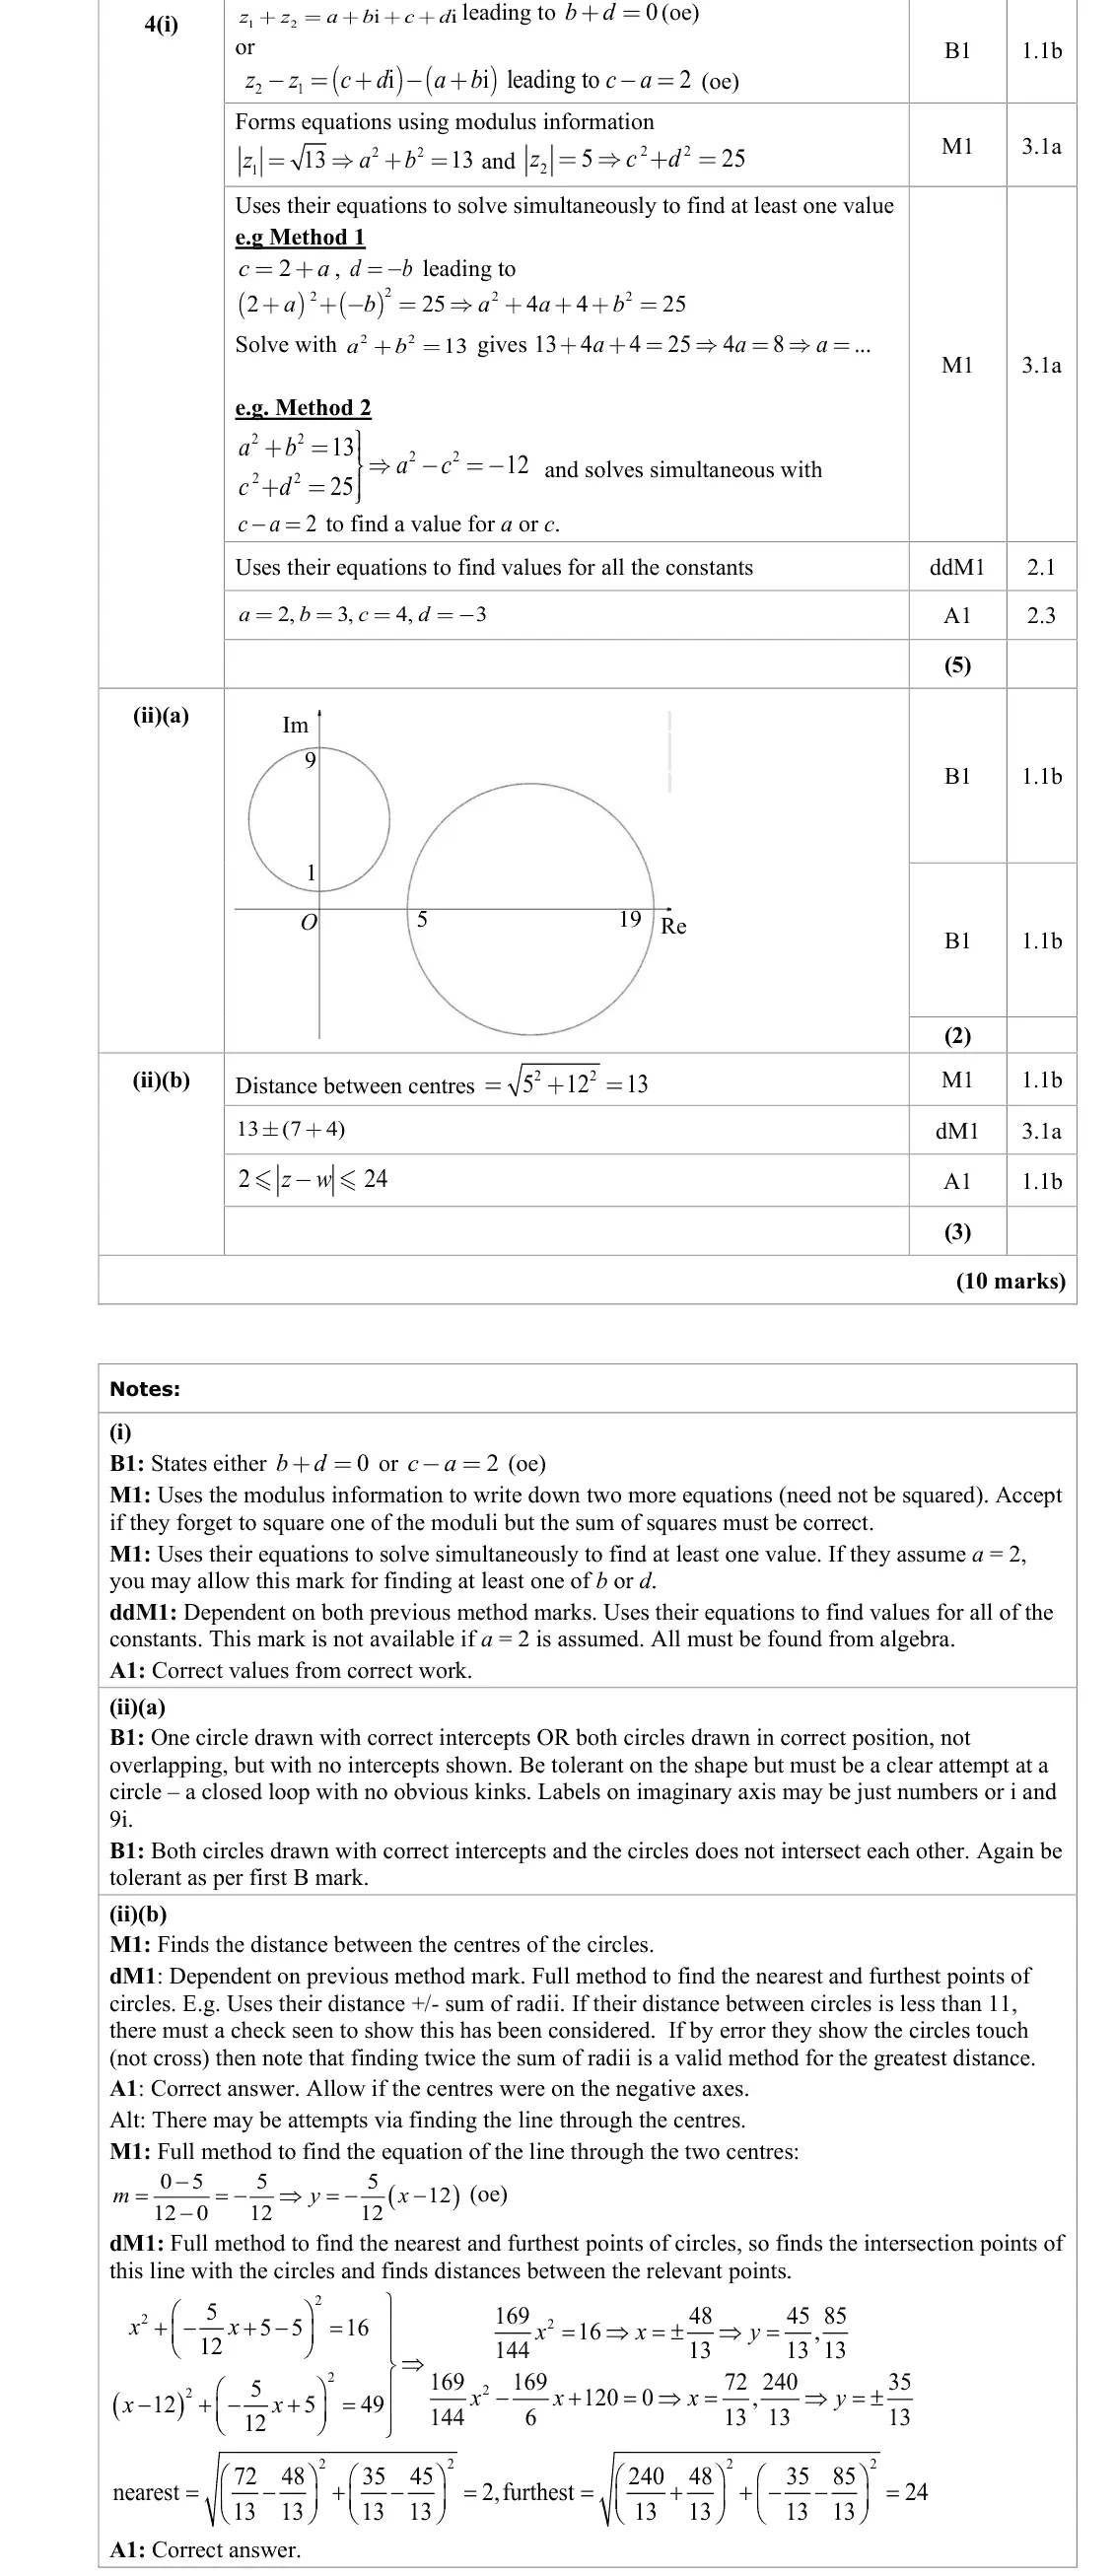 4(i)
z₁ + z₂ = a + bi + c + di leading to b + d = 0 (oe)
or
z₂ − z₁ = (c + di) − (a + bi) leading to c − a = 2 (oe)
B1 1.1b
Forms equations using modulus information
|z₁| = √13 ⇒ a² + b² = 13 and |z₂| = 5 ⇒ c² + d² = 25
M1 3.1a
Uses their equations to solve simultaneously to find at least one value
e.g Method 1
c = 2 + a, d = −b leading to
(2 + a)² + (−b)² = 25 ⇒ a² + 4a + 4 + b² = 25
Solve with a² + b² = 13 gives 13 + 4a + 4 = 25 ⇒ 4a = 8 ⇒ a = ...
e.g. Method 2
a² + b² = 13
c² + d² = 25 } ⇒ a² − c² = −12 and solves simultaneous with
c − a = 2 to find a value for a or c.
M1 3.1a
Uses their equations to find values for all the constants ddM1 2.1
a = 2, b = 3, c = 4, d = −3 A1 2.3
(5)
(ii)(a)
Im
9
1
O
5
19
Re
B1 1.1b
B1 1.1b
(2)
(ii)(b) Distance between centres = √(5² + 12²) = 13 M1 1.1b
13 ± (7 + 4) dM1 3.1a
2 ⩽ |z − w| ⩽ 24 A1 1.1b
(3)
(10 marks)
Notes:
(i)
B1: States either b + d = 0 or c − a = 2 (oe)
M1: Uses the modulus information to write down two more equations (need not be squared). Accept
if they forget to square one of the moduli but the sum of squares must be correct.
M1: Uses their equations to solve simultaneously to find at least one value. If they assume a = 2,
you may allow this mark for finding at least one of b or d.
ddM1: Dependent on both previous method marks. Uses their equations to find values for all of the
constants. This mark is not available if a = 2 is assumed. All must be found from algebra.
A1: Correct values from correct work.
(ii)(a)
B1: One circle drawn with correct intercepts OR both circles drawn in correct position, not
overlapping, but with no intercepts shown. Be tolerant on the shape but must be a clear attempt at a
circle – a closed loop with no obvious kinks. Labels on imaginary axis may be just numbers or i and
9i.
B1: Both circles drawn with correct intercepts and the circles does not intersect each other. Again be
tolerant as per first B mark.
(ii)(b)
M1: Finds the distance between the centres of the circles.
dM1: Dependent on previous method mark. Full method to find the nearest and furthest points of
circles. E.g. Uses their distance +/- sum of radii. If their distance between circles is less than 11,
there must a check seen to show this has been considered. If by error they show the circles touch
(not cross) then note that finding twice the sum of radii is a valid method for the greatest distance.
A1: Correct answer. Allow if the centres were on the negative axes.
Alt: There may be attempts via finding the line through the centres.
M1: Full method to find the equation of the line through the two centres:
m = (0 − 5)/(12 − 0) = −5/12 ⇒ y = −5/12 (x − 12) (oe)
dM1: Full method to find the nearest and furthest points of circles, so finds the intersection points of
this line with the circles and finds distances between the relevant points.
x² + (−5/12 x + 5 − 5)² = 16 } ⇒ 169/144 x² = 16 ⇒ x = ±48/13 ⇒ y = 45/13, 85/13
(x − 12)² + (−5/12 x + 5)² = 49 } 169/144 x² − 169/6 x + 120 = 0 ⇒ x = 72/13, 240/13 ⇒ y = ±35/13
nearest = √((72/13 − 48/13)² + (35/13 − 45/13)²) = 2, furthest = √((240/13 + 48/13)² + (−35/13 − 85/13)²) = 24
A1: Correct answer.